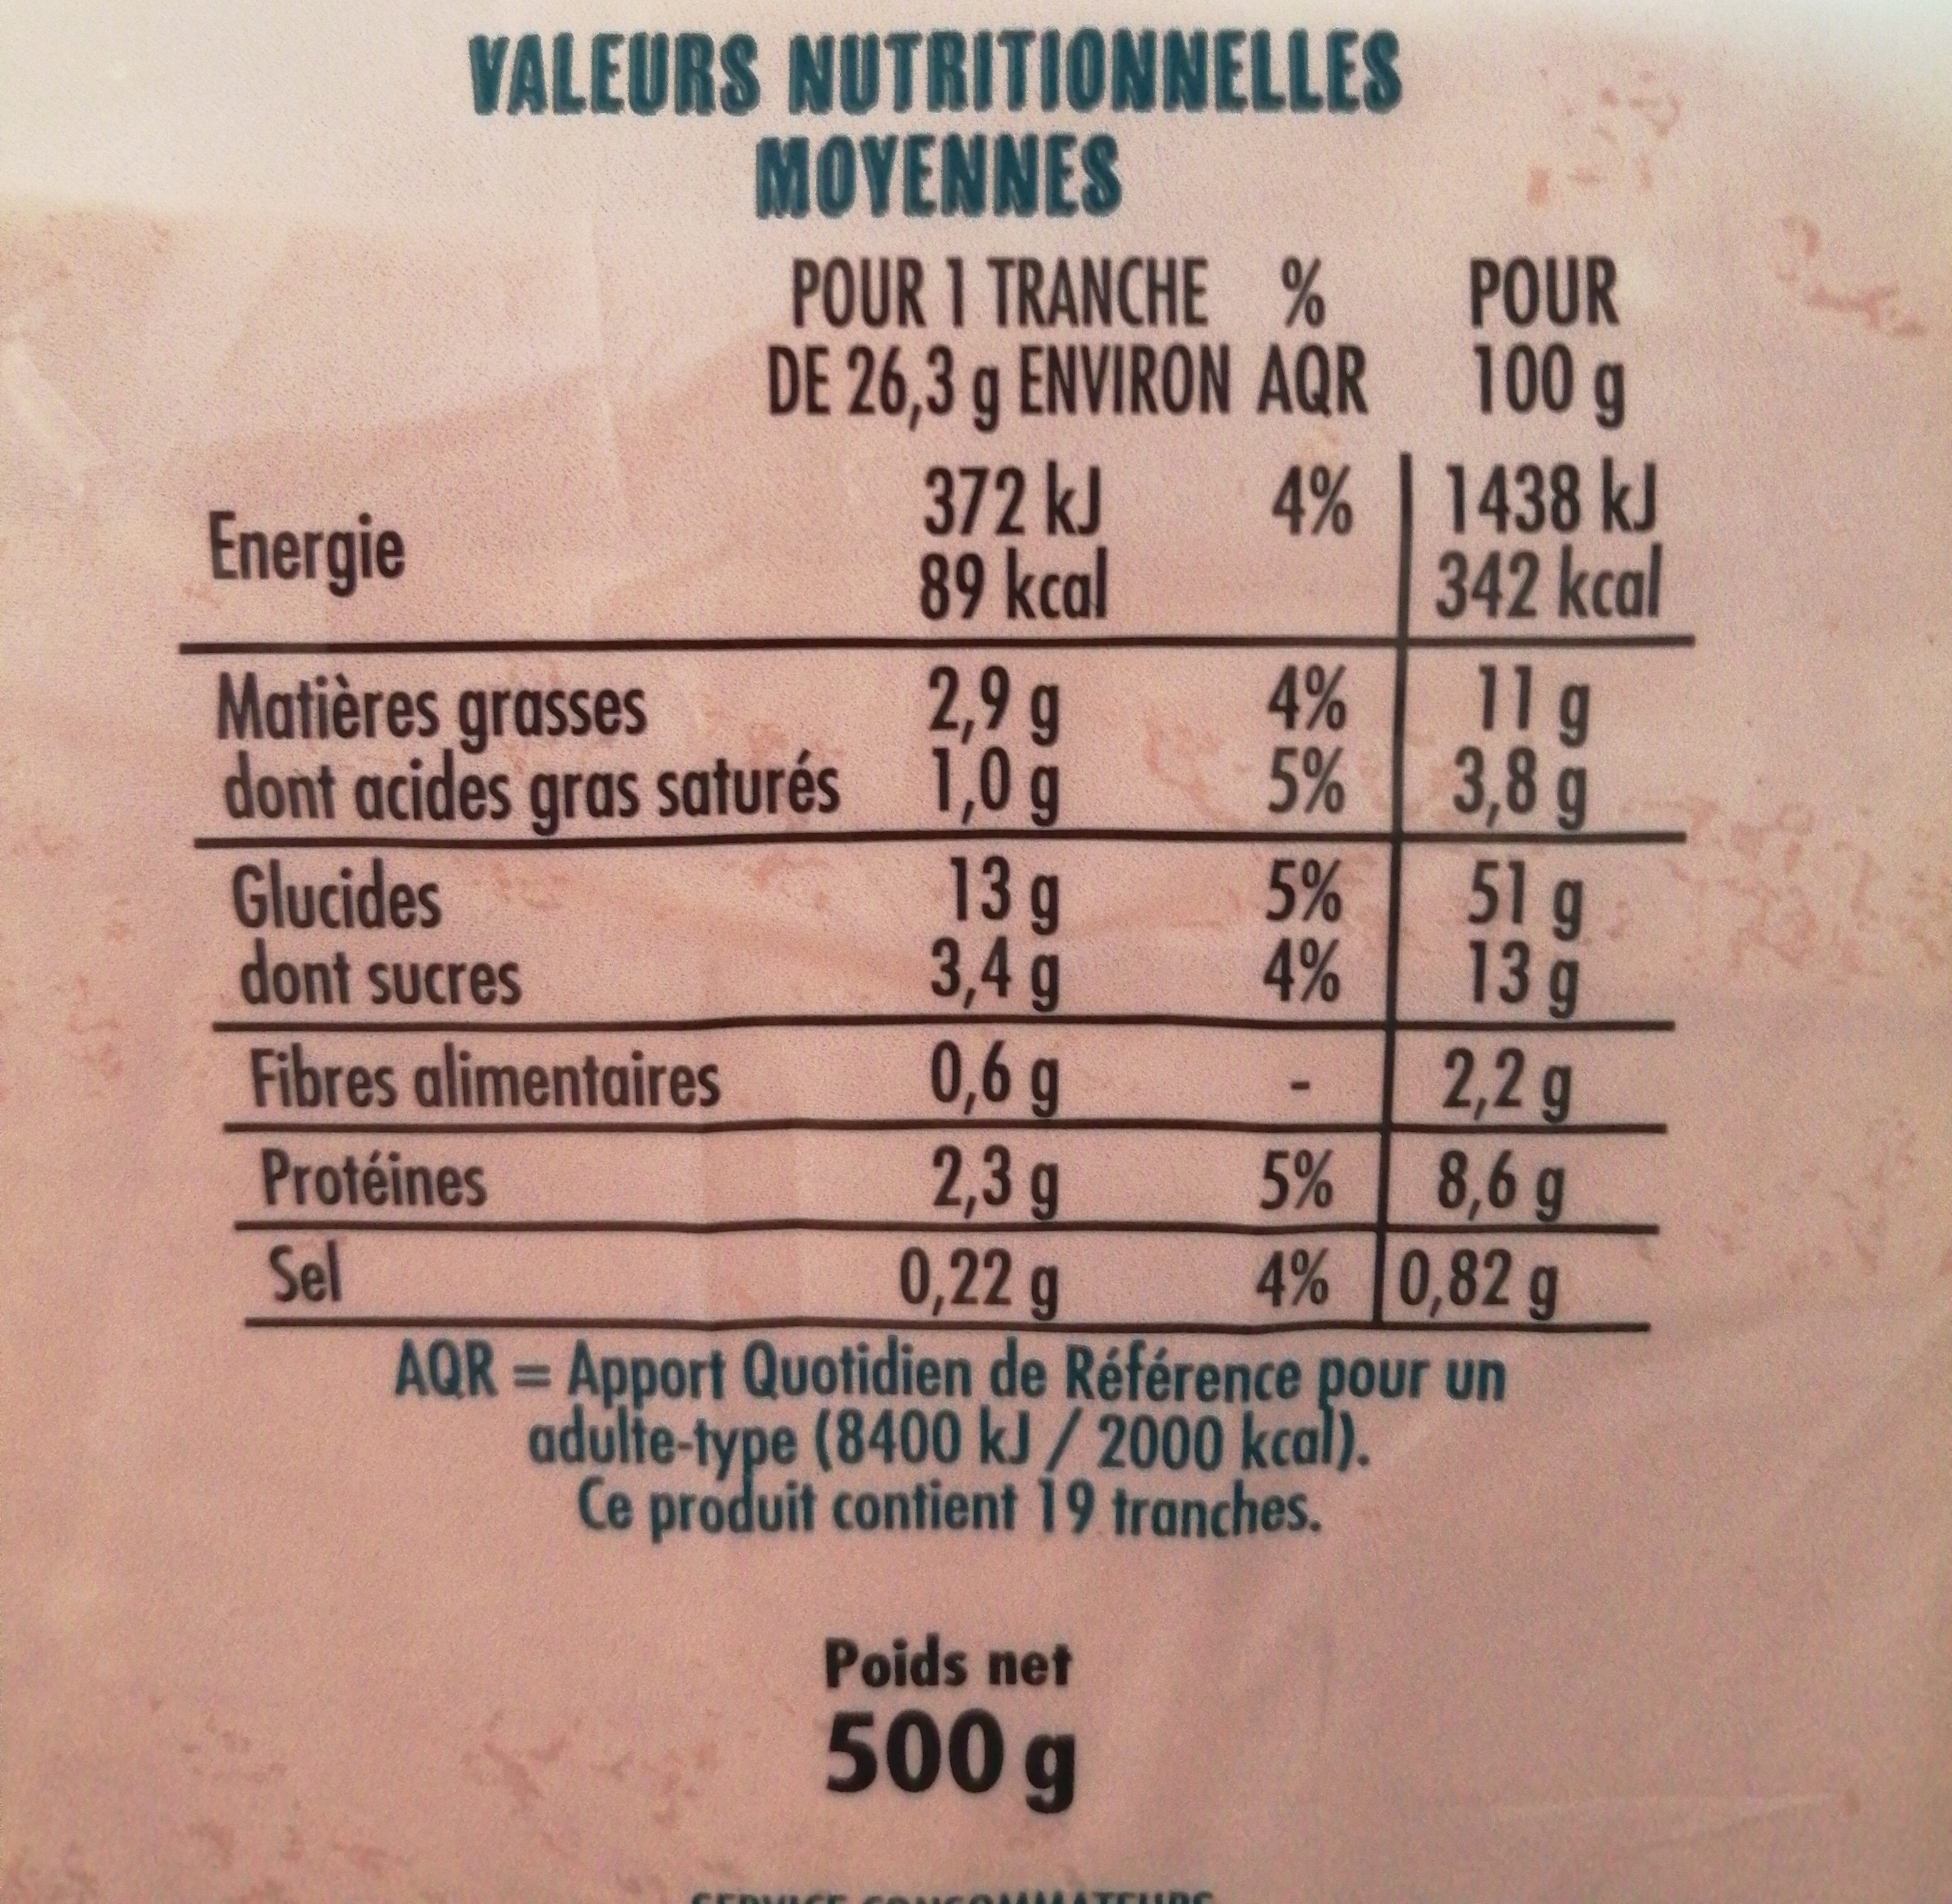 VALEURS NUTRITIONNELLES
MOYENNES
POUR 1 TRANCHE % POUR
DE 26,3 g ENVIRON AQR 100 g
Energie 372 kJ 4% 1438 kJ
89 kcal 342 kcal
Matières grasses 2,9 g 4% 11 g
dont acides gras saturés 1,0 g 5% 3,8 g
Glucides 13 g 5% 51 g
dont sucres 3,4 g 4% 13 g
Fibres alimentaires 0,6 g - 2,2 g
Protéines 2,3 g 5% 8,6 g
Sel 0,22 g 4% 0,82 g
AQR = Apport Quotidien de Référence pour un
adulte-type (8400 kJ / 2000 kcal).
Ce produit contient 19 tranches.
Poids net
500 g
SERVICE CONSOMMATEURS